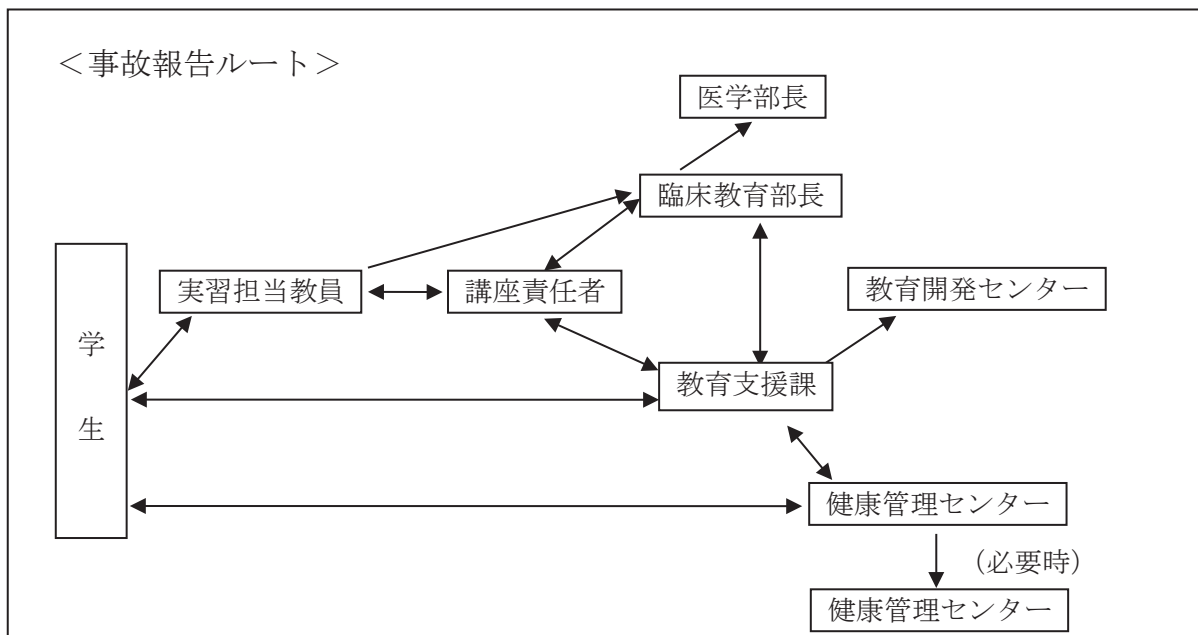 ＜事故報告ルート＞
医学部長
臨床教育部長
実習担当教員
講座責任者
教育開発センター
学
生
教育支援課
健康管理センター
（必要時）
健康管理センター